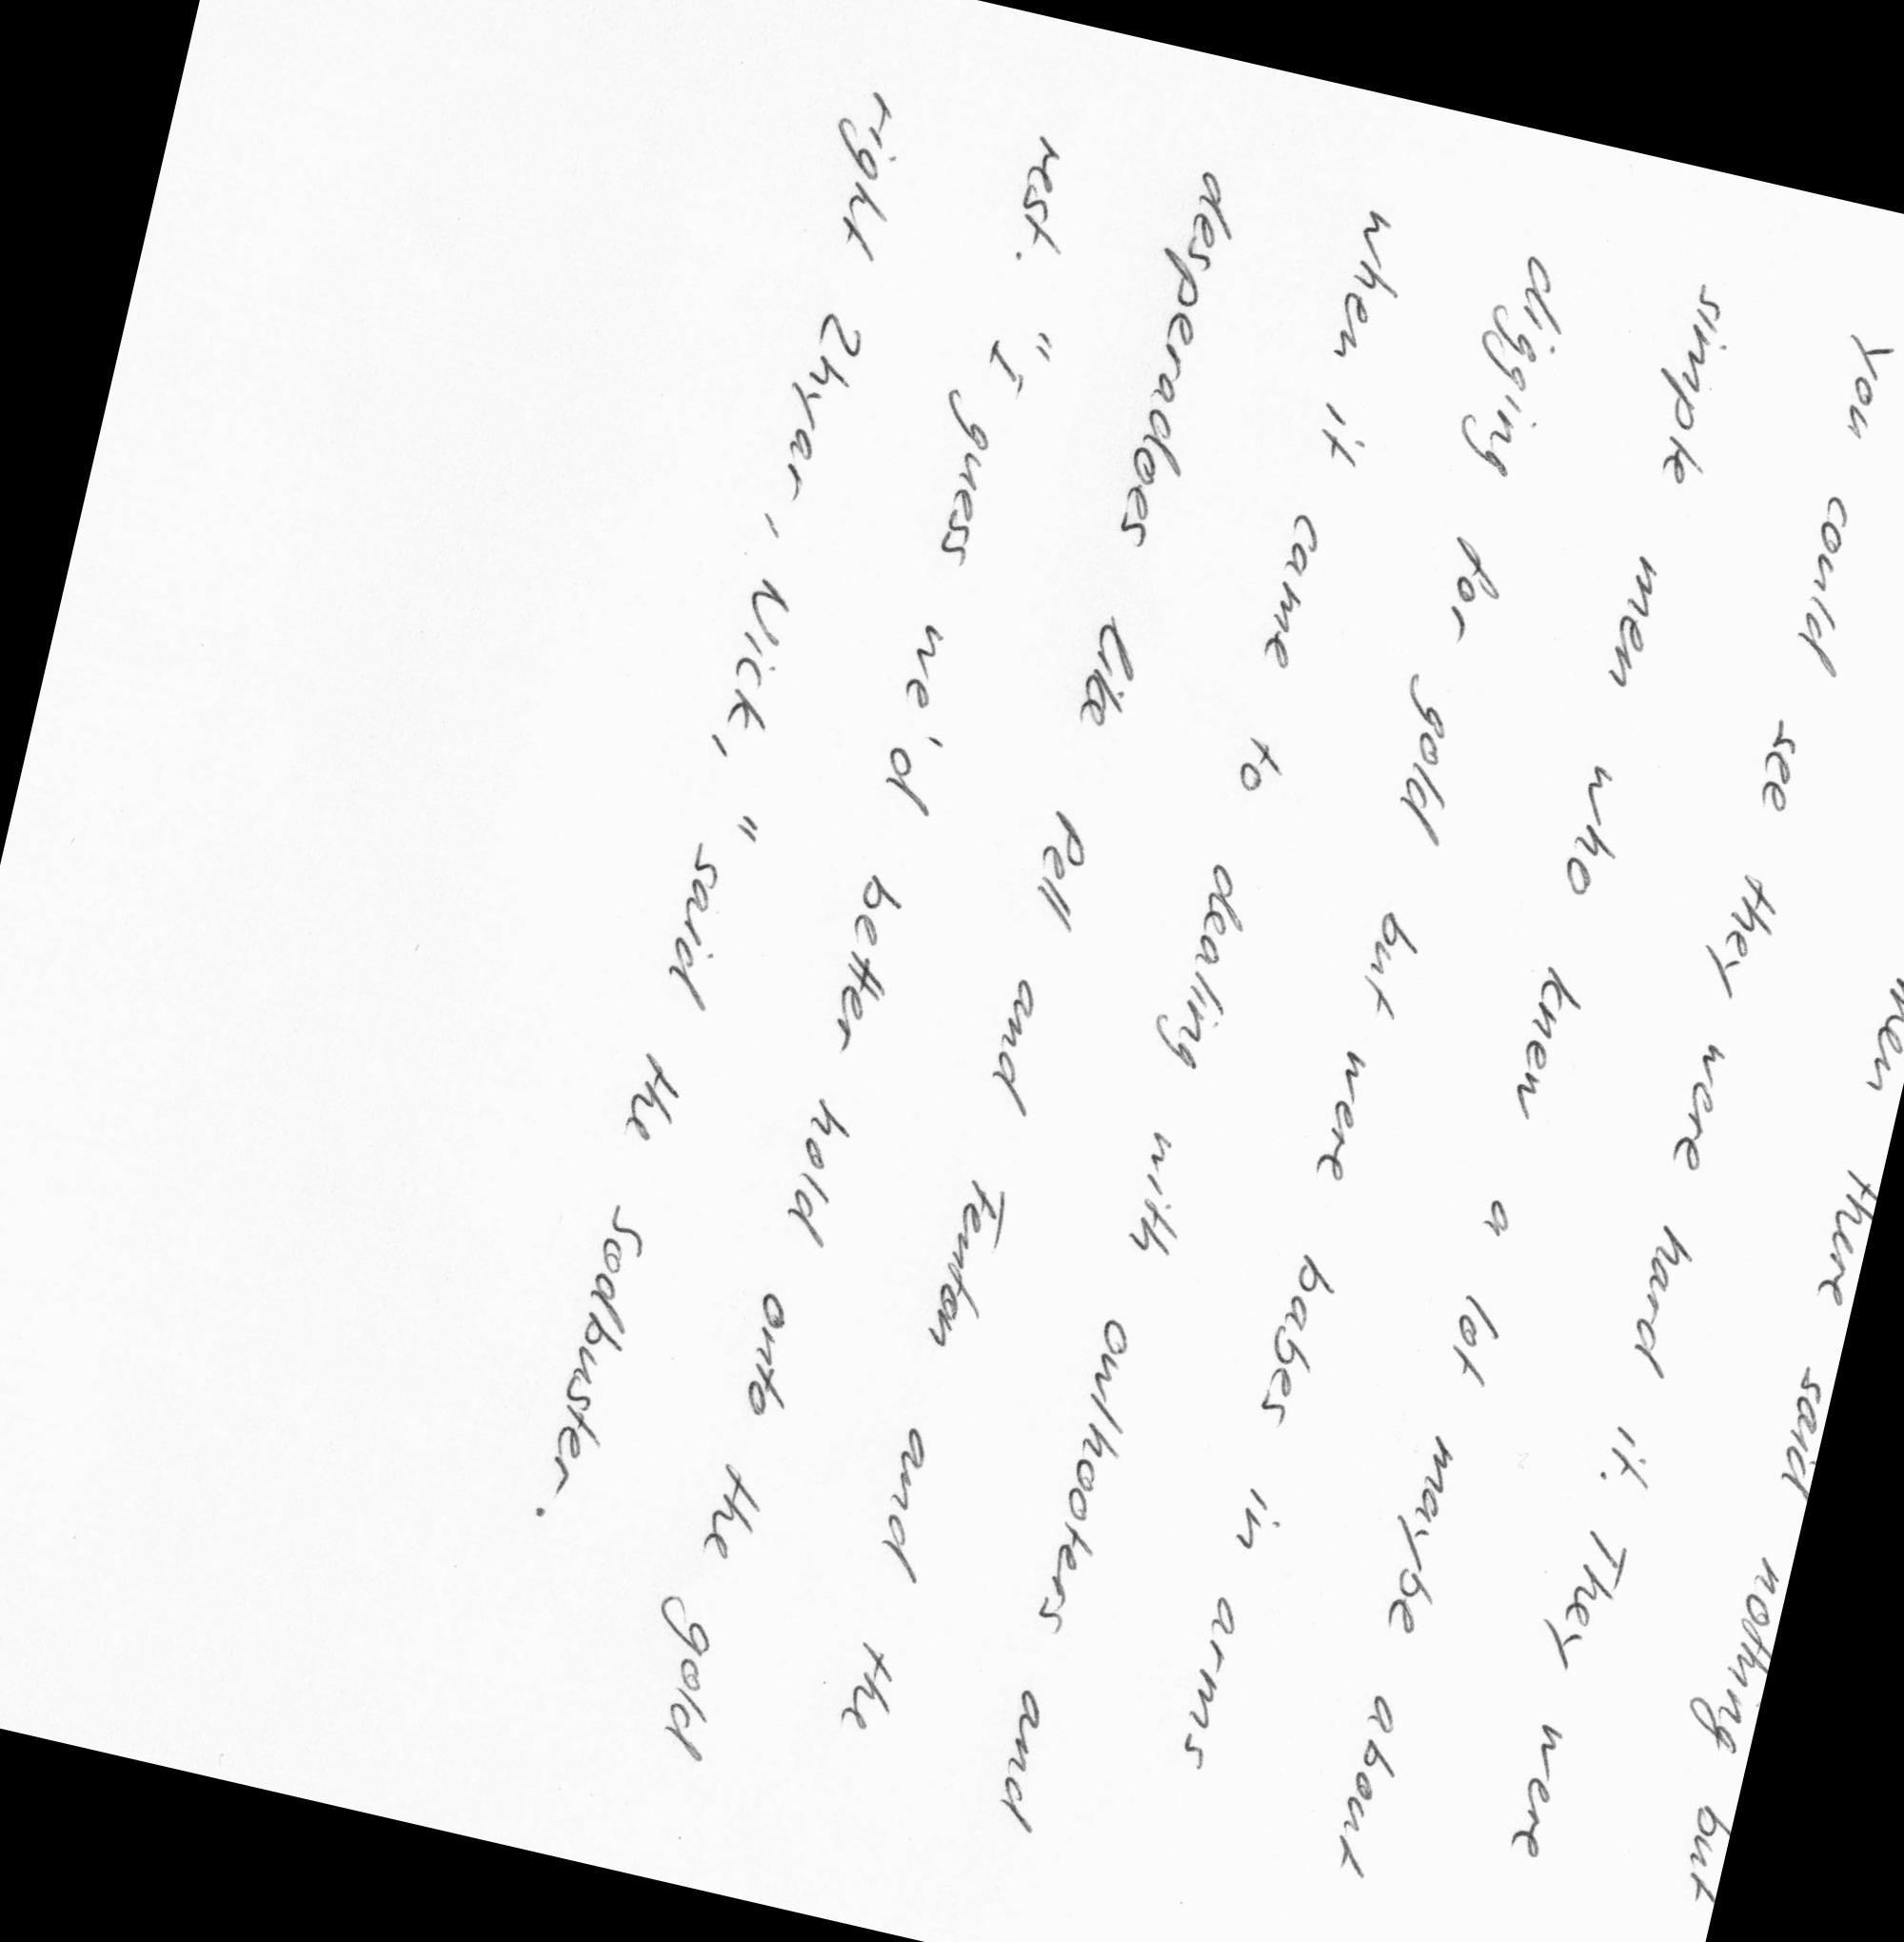 men there said nothing but
You could see they were hard it. They were
simple men who knew a lot maybe about
digging for gold but were babes in arms
when it came to dealing with owlhooters and
desperadoes like Pell and Fenton and the
rest. "I guess we'd better hold onto the gold
right 2hyar, Nick," said the Sodbuster.